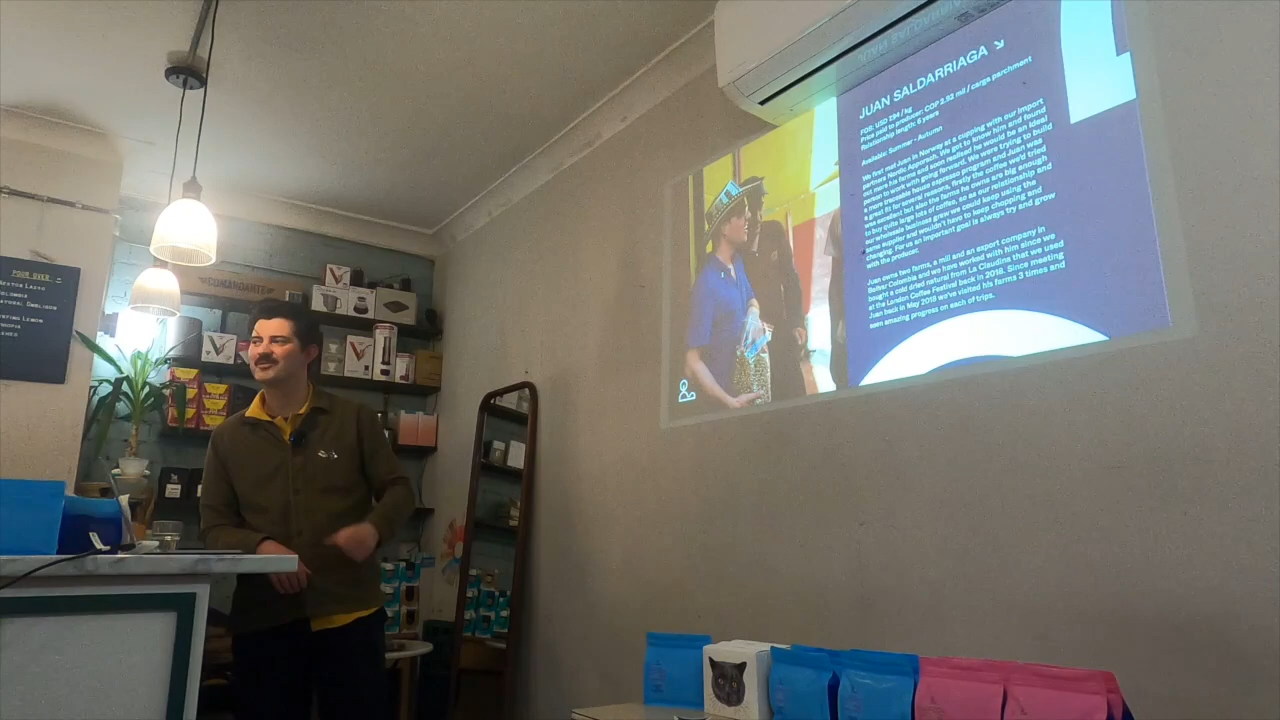 JUAN SALDARRIAGA ↘
FOB: USD 7.94 / kg
Price paid to producer: COP 2.92 mil / carga parchment
Relationship length: 6 years
Available: Summer - Autumn
We first met Juan in Norway at a cupping with our import
partners Nordic Approach. We got to know him and found
out more his farms and soon realised he would be an ideal
person to work with going forward. We were trying to build
a more traceable house espresso program and Juan was
a great fit for several reasons, firstly the coffee we'd tried
was excellent but also the farms he owns are big enough
to buy quite large lots of coffee, so as our relationship and
our wholesale business grew we could keep using the
same supplier and wouldn't have to keep chopping and
changing. For us an important goal is always try and grow
with the producer.
Juan owns two farms, a mill and an export company in
Bolivar Colombia and we have worked with him since we
bought a cold dried natural from La Claudina that we used
at the London Coffee Festival back in 2018. Since meeting
Juan back in May 2018 we've visited his farms 3 times and
seen amazing progress on each of trips.
COMANDANTE
POUR OVER
NESTOR LASSO
COLOMBIA
NATURAL OMBLIGON
WASHED